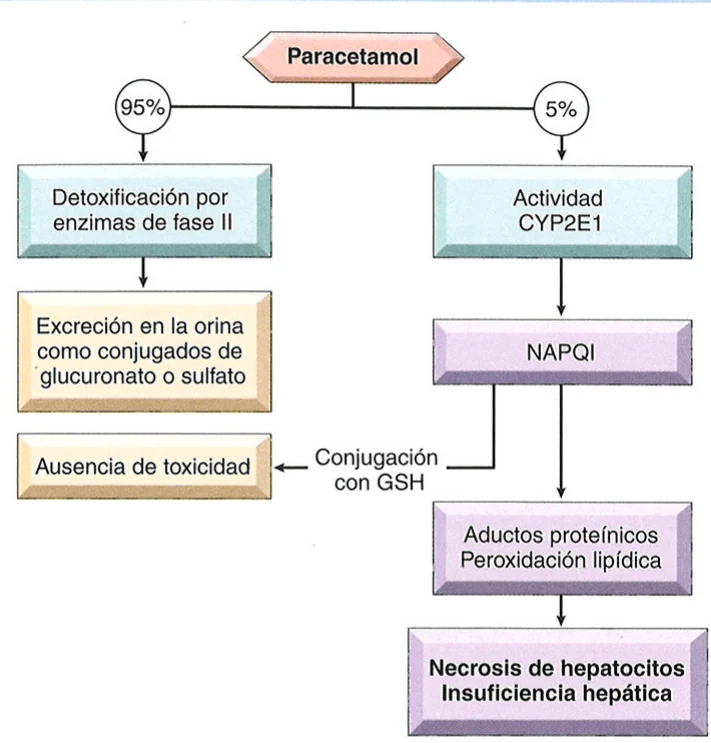 Paracetamol
95%
5%
Detoxificación por
enzimas de fase II
Actividad
CYP2E1
Excreción en la orina
como conjugados de
glucuronato o sulfato
NAPQI
Ausencia de toxicidad
Conjugación
con GSH
Aductos proteínicos
Peroxidación lipídica
Necrosis de hepatocitos
Insuficiencia hepática